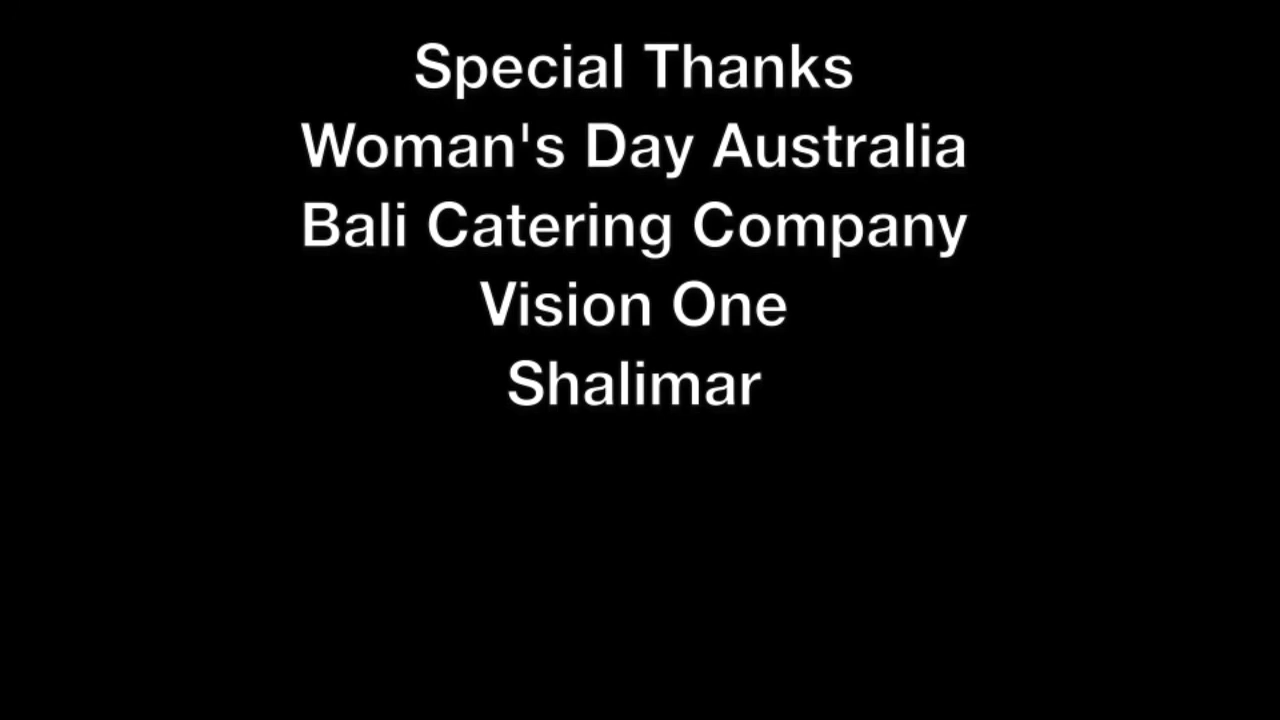 Special Thanks
Woman's Day Australia
Bali Catering Company
Vision One
Shalimar